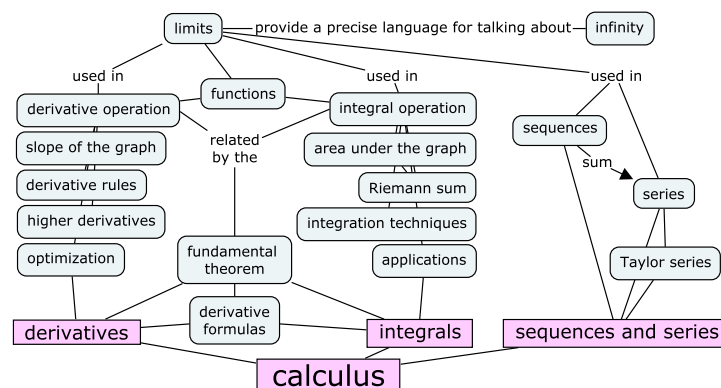 limits
provide a precise language for talking about
infinity
used in
used in
used in
functions
derivative operation
integral operation
slope of the graph
related
by the
area under the graph
sequences
sum
derivative rules
Riemann sum
series
higher derivatives
integration techniques
fundamental
theorem
optimization
applications
Taylor series
derivative
formulas
derivatives
integrals
sequences and series
calculus